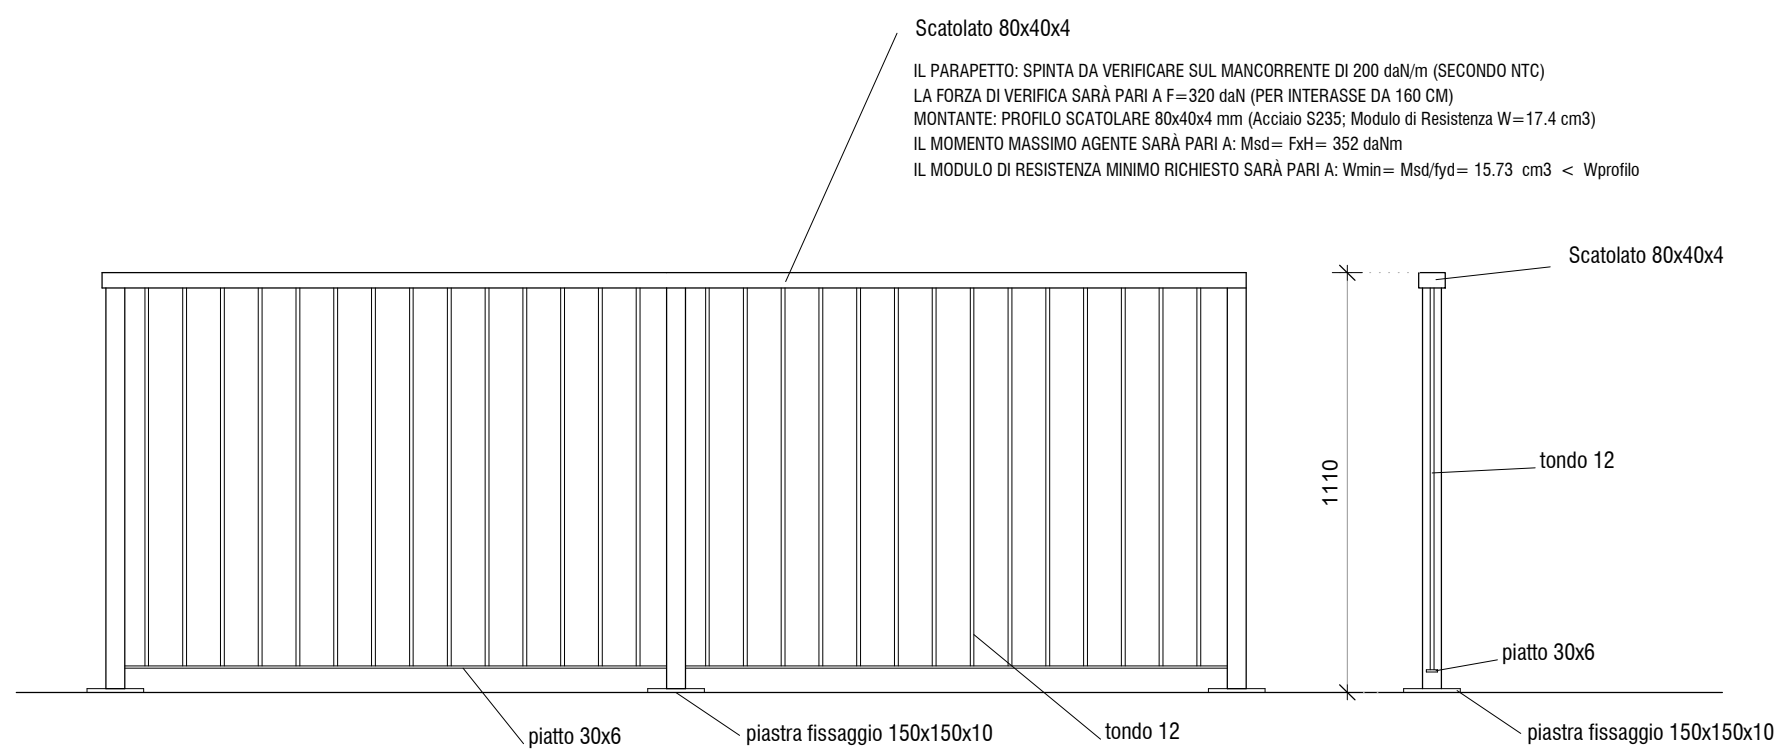 Scatolato 80x40x4
IL PARAPETTO: SPINTA DA VERIFICARE SUL MANCORRENTE DI 200 daN/m (SECONDO NTC)
LA FORZA DI VERIFICA SARÀ PARI A F=320 daN (PER INTERASSE DA 160 CM)
MONTANTE: PROFILO SCATOLARE 80x40x4 mm (Acciaio S235; Modulo di Resistenza W=17.4 cm3)
IL MOMENTO MASSIMO AGENTE SARÀ PARI A: Msd= FxH= 352 daNm
IL MODULO DI RESISTENZA MINIMO RICHIESTO SARÀ PARI A: Wmin= Msd/fyd= 15.73 cm3 < Wprofilo
Scatolato 80x40x4
tondo 12
1110
piatto 30x6
piatto 30x6
piastra fissaggio 150x150x10
tondo 12
piastra fissaggio 150x150x10